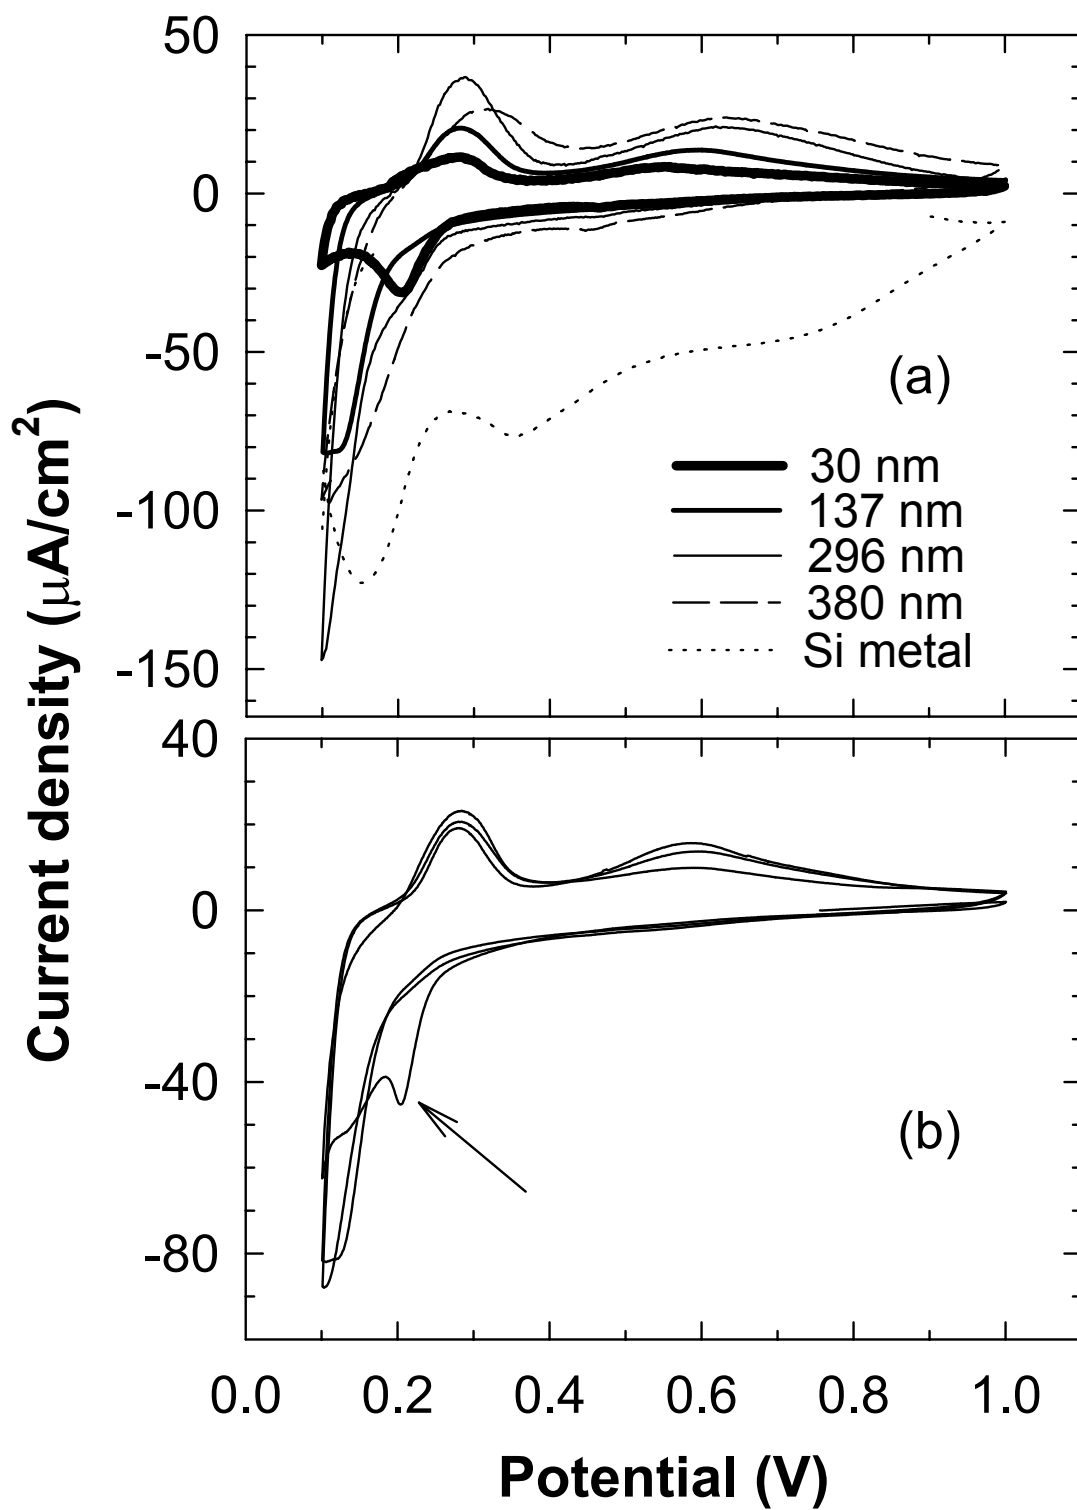 50
0
-50
-100
-150
(a)
30 nm
137 nm
296 nm
380 nm
Si metal
Current density (μA/cm²)
40
0
-40
-80
(b)
0.0 0.2 0.4 0.6 0.8 1.0
Potential (V)